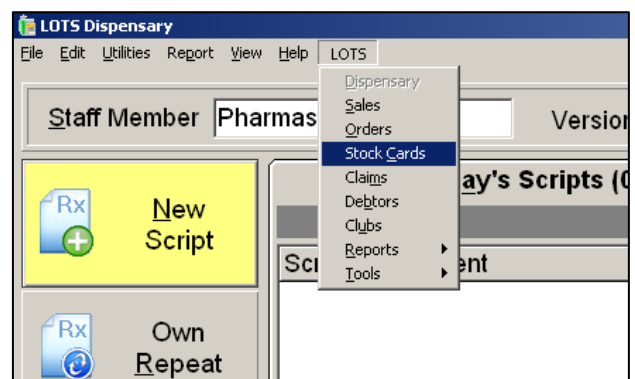 LOTS Dispensary
File Edit Utilities Report View Help LOTS
Dispensary
Sales
Orders
Stock Cards
Claims
Debtors
Clubs
Reports
Tools
Staff Member Pharmas Version
ay's Scripts (0
Rx New
Script
Scr ent
Rx Own
Repeat